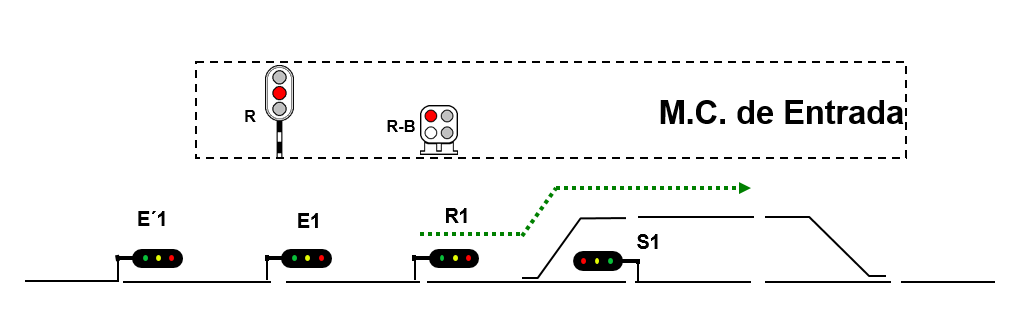 R
R-B
M.C. de Entrada
E´1
E1
R1
S1